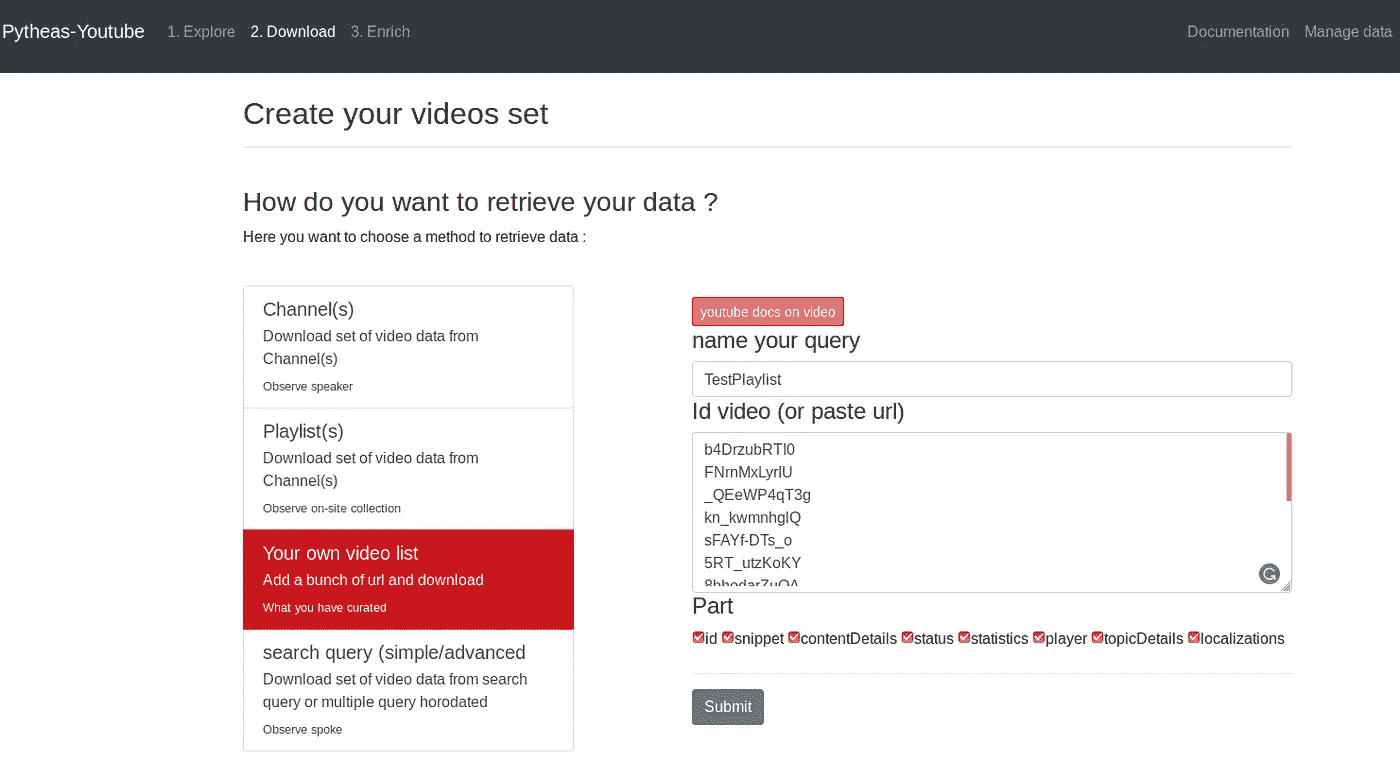 Pytheas-Youtube 1. Explore 2. Download 3. Enrich Documentation Manage data
Create your videos set
How do you want to retrieve your data ?
Here you want to choose a method to retrieve data :
Channel(s)
Download set of video data from
Channel(s)
Observe speaker
Playlist(s)
Download set of video data from
Channel(s)
Observe on-site collection
Your own video list
Add a bunch of url and download
What you have curated
search query (simple/advanced
Download set of video data from search
query or multiple query horodated
Observe spoke
youtube docs on video
name your query
TestPlaylist
Id video (or paste url)
b4DrzubRTl0
FNrnMxLyrlU
_QEeWP4qT3g
kn_kwmnhglQ
sFAYf-DTs_o
5RT_utzKoKY
Part
id snippet contentDetails status statistics player topicDetails localizations
Submit